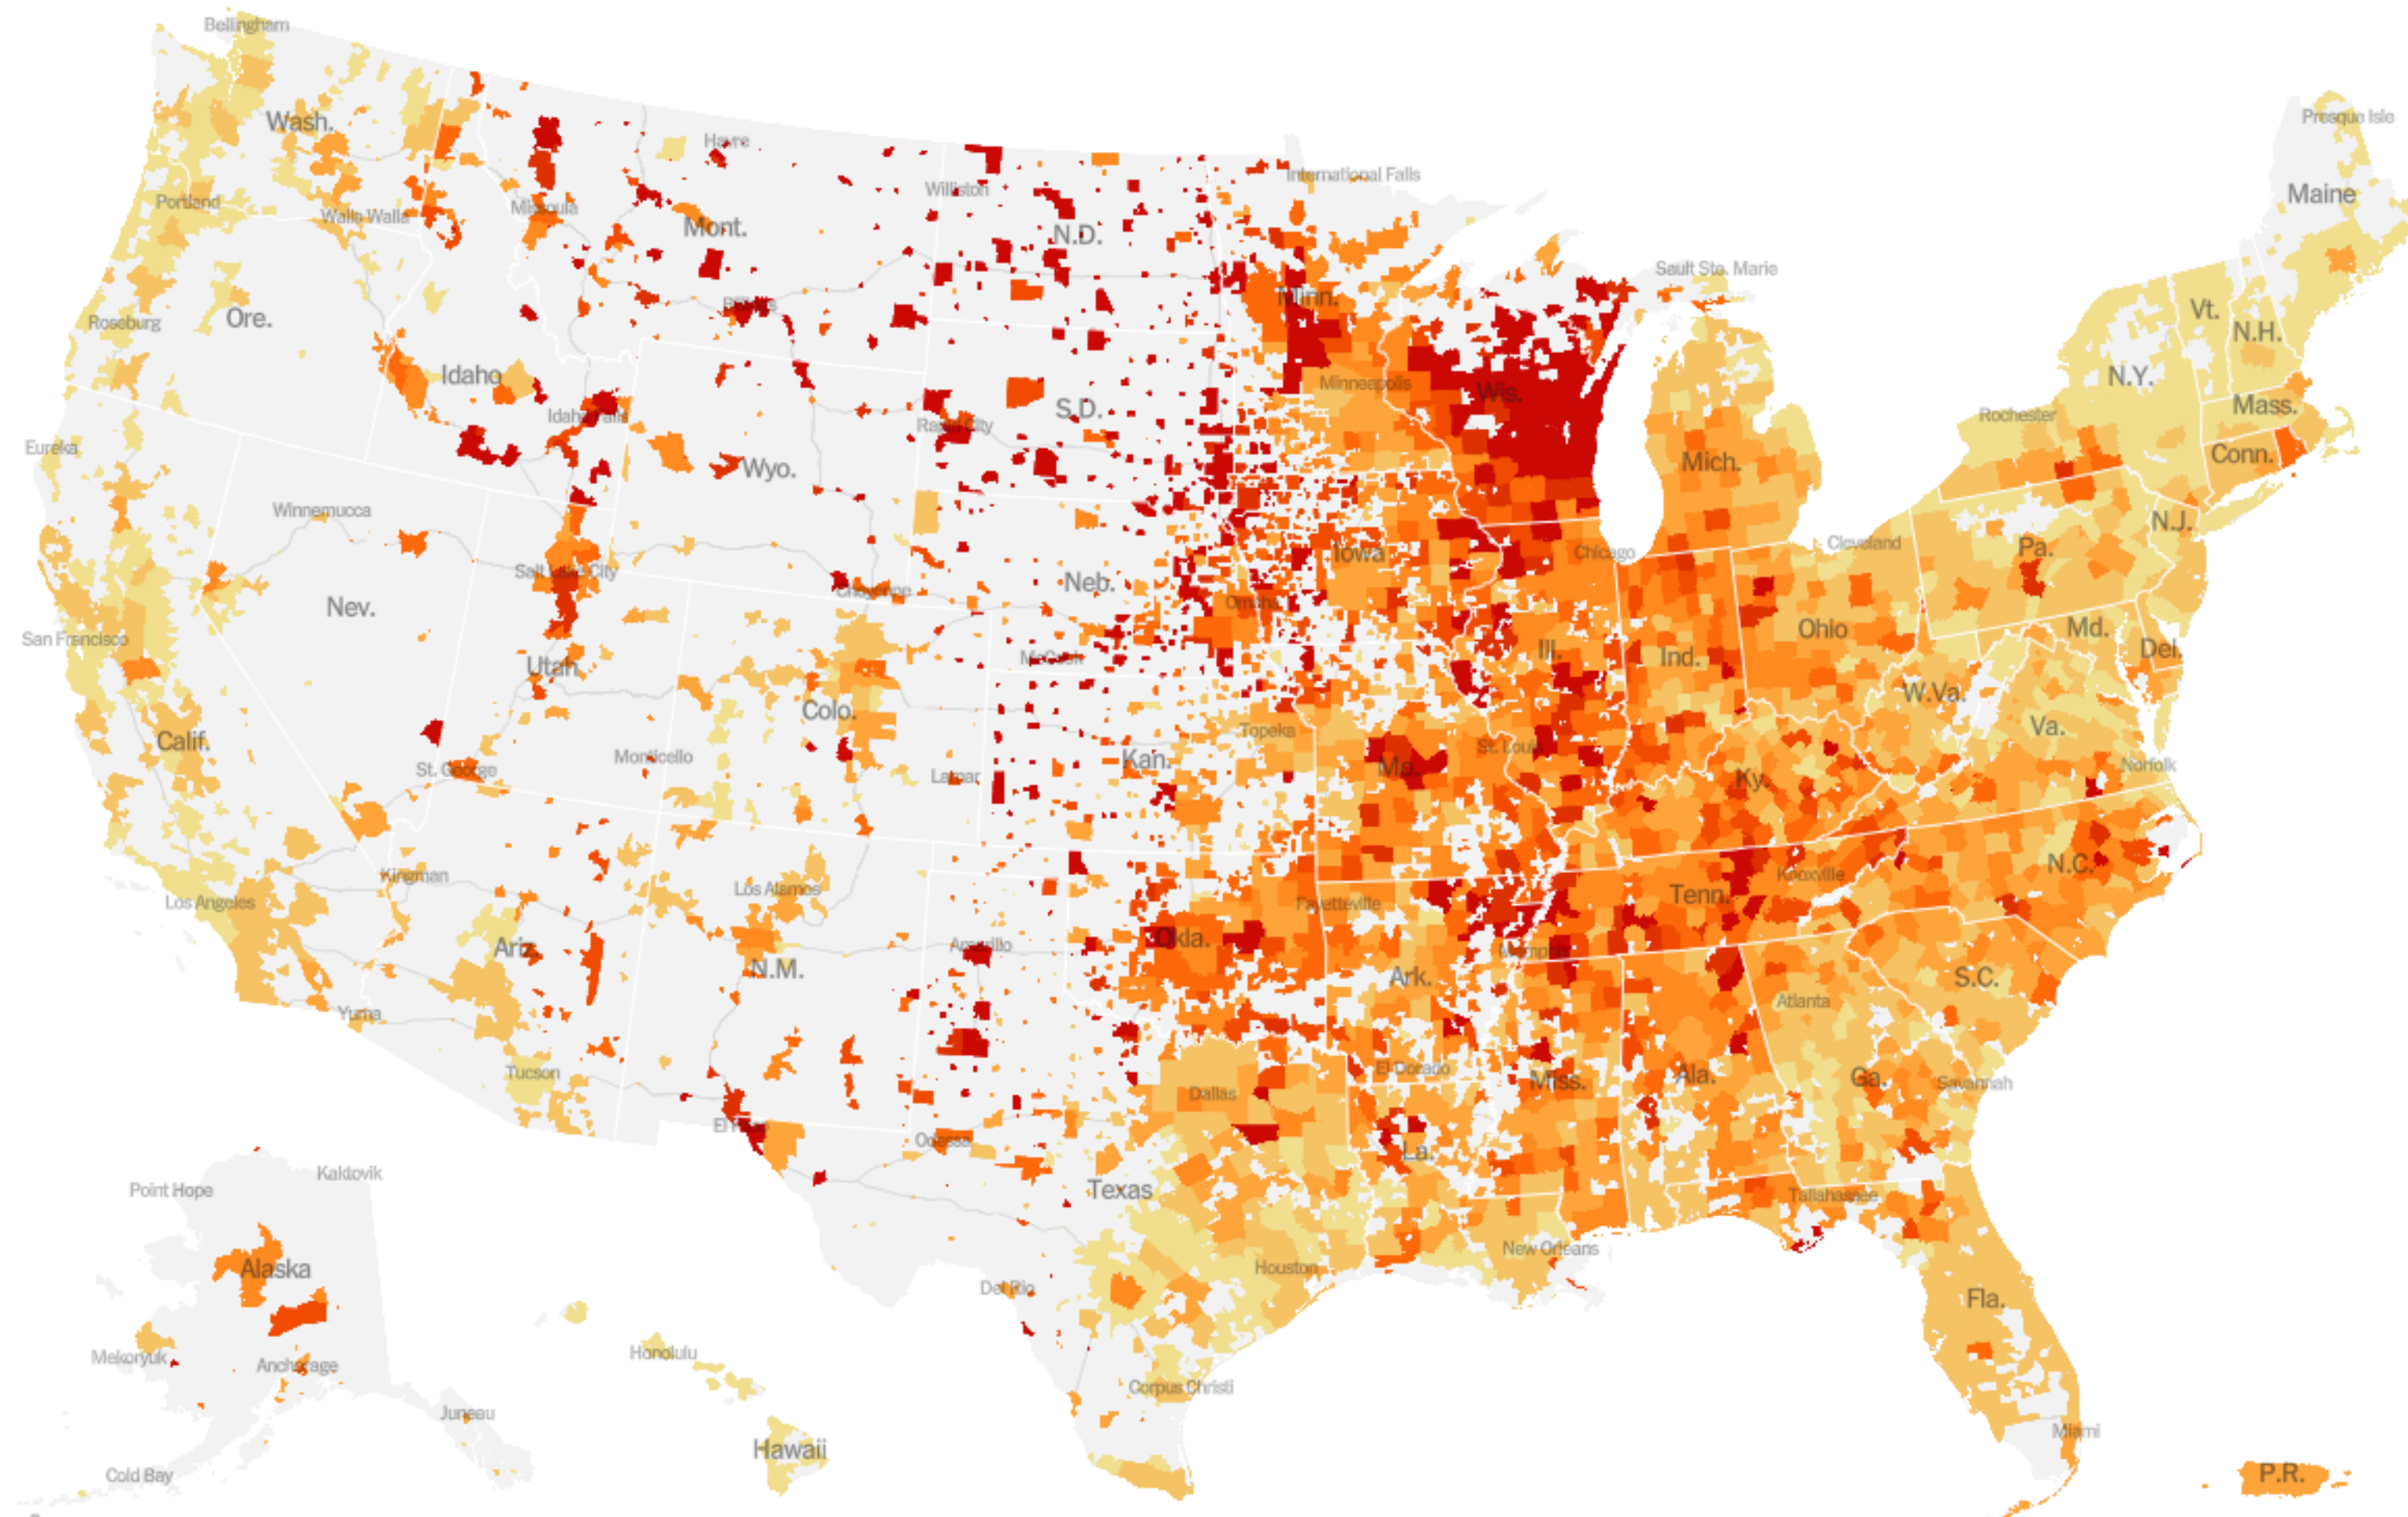 Bellingham
Presque Isle
Wash.
Havre
International Falls
Williston
Maine
Portland
Walla Walla
Missoula
Mont.
N.D.
Sault Ste. Marie
Minn.
Billings
Vt.
Roseburg
Ore.
N.H.
Idaho
Minneapolis
N.Y.
Wis.
Idaho Falls
S.D.
Rapid City
Rochester
Mass.
Eureka
Wyo.
Mich.
Conn.
Winnemucca
N.J.
Iowa
Chicago
Cleveland
Pa.
Salt Lake City
Neb.
Cheyenne
Nev.
Omaha
San Francisco
Ohio
Md.
Utah
McCook
Ill.
Ind.
Del.
Colo.
W.Va.
Calif.
Monticello
Topeka
St. Louis
Va.
St. George
Lamar
Kan.
Mo.
Ky.
Norfolk
Kingman
Los Alamos
Knoxville
N.C.
Los Angeles
Fayetteville
Tenn.
Ariz.
Amarillo
Okla.
Memphis
N.M.
Ark.
S.C.
Yuma
Atlanta
Tucson
Dallas
El Dorado
Miss.
Ala.
Ga.
Savannah
El Paso
Odessa
La.
Kaktovik
Point Hope
Texas
Tallahassee
New Orleans
Alaska
Houston
Del Rio
Fla.
Mekoryuk
Anchorage
Honolulu
Corpus Christi
Juneau
Miami
Hawaii
Cold Bay
P.R.